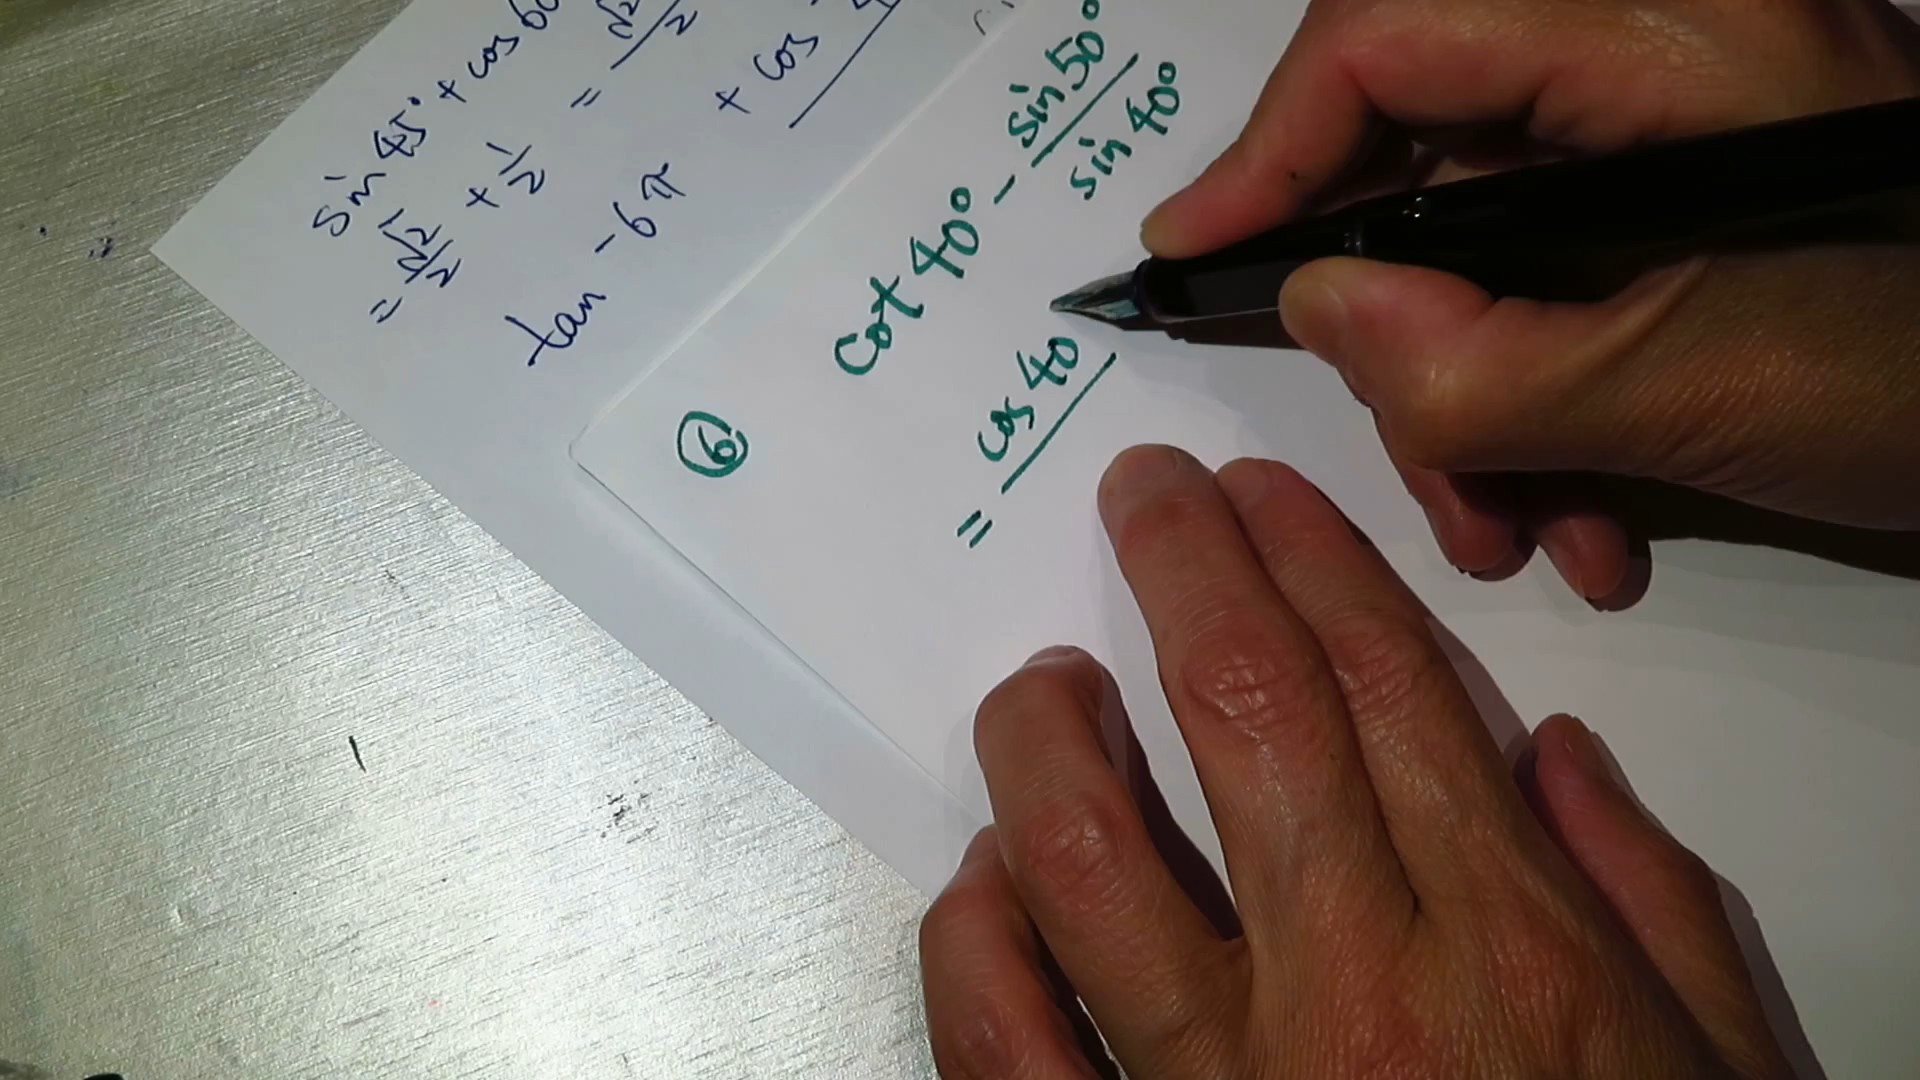 sin 45° + cos 60
= √2/2 + 1/2 = √2/2
tan -6π + cos
⑥ cot 40° - sin 50°/sin 40°
= cos 40